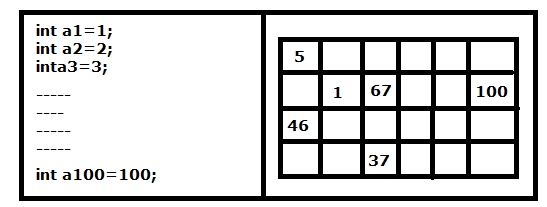 int a1=1;
int a2=2;
inta3=3;
-----
----
-----
-----
int a100=100;
5
1 67 100
46
37